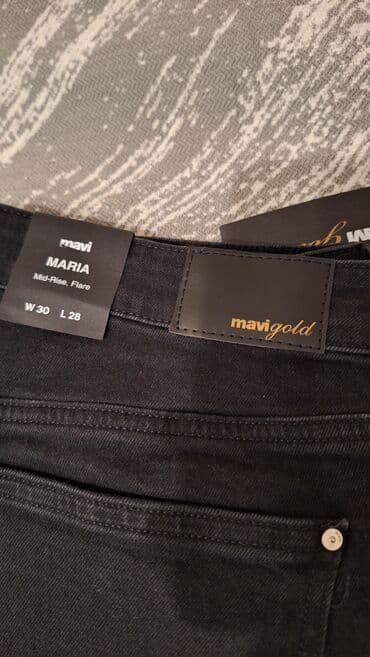 mavi
MARIA
Mid-Rise, Flare
W 30 L 28
mavigold